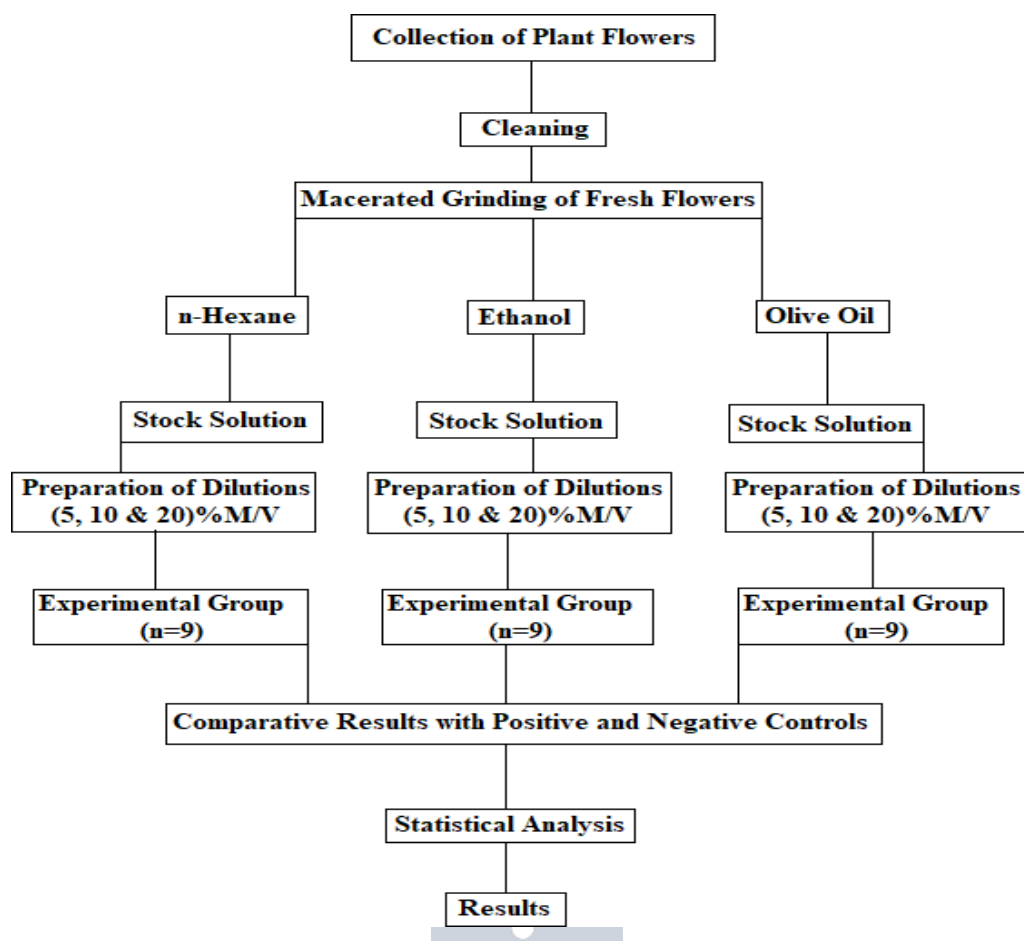 Collection of Plant Flowers
Cleaning
Macerated Grinding of Fresh Flowers
n-Hexane
Ethanol
Olive Oil
Stock Solution
Stock Solution
Stock Solution
Preparation of Dilutions
(5, 10 & 20)%M/V
Preparation of Dilutions
(5, 10 & 20)%M/V
Preparation of Dilutions
(5, 10 & 20)%M/V
Experimental Group
(n=9)
Experimental Group
(n=9)
Experimental Group
(n=9)
Comparative Results with Positive and Negative Controls
Statistical Analysis
Results